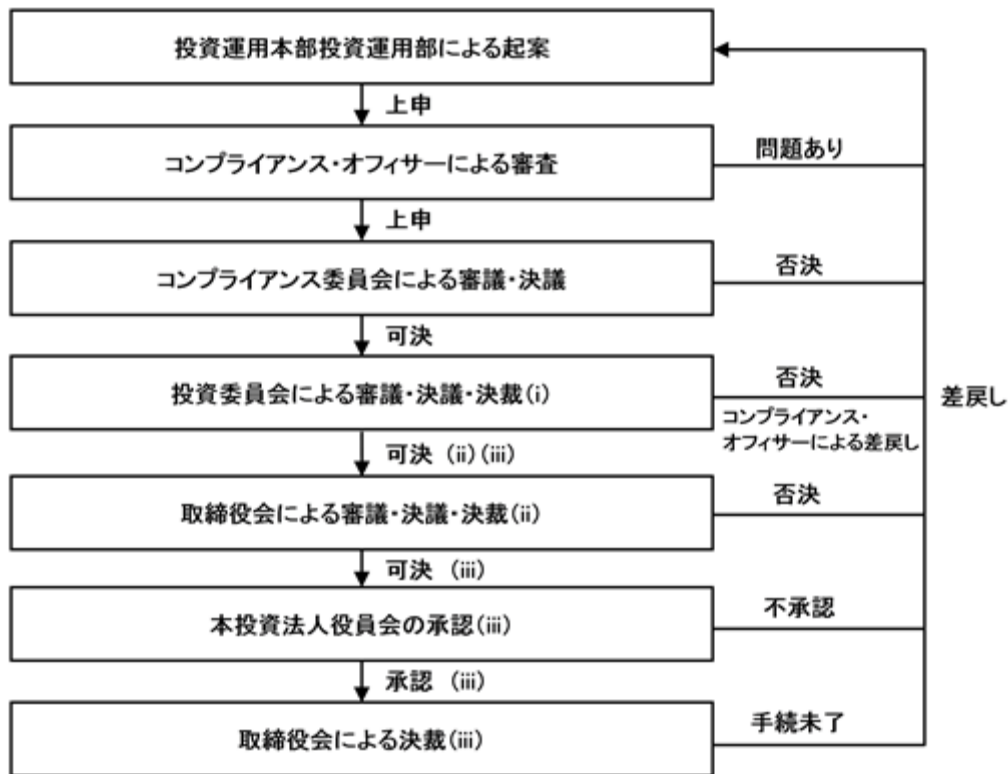 投資運用本部投資運用部による起案
上申
コンプライアンス・オフィサーによる審査
問題あり
上申
コンプライアンス委員会による審議・決議
否決
可決
投資委員会による審議・決議・決裁(i)
否決
コンプライアンス・
オフィサーによる差戻し
差戻し
可決 (ii) (iii)
取締役会による審議・決議・決裁(ii)
否決
可決 (iii)
本投資法人役員会の承認(iii)
不承認
承認 (iii)
取締役会による決裁(iii)
手続未了